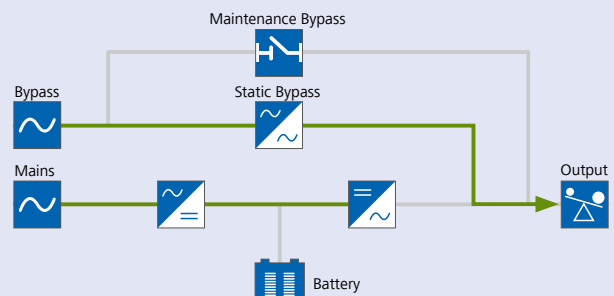 Maintenance Bypass
Bypass
Static Bypass
Mains
Output
Battery